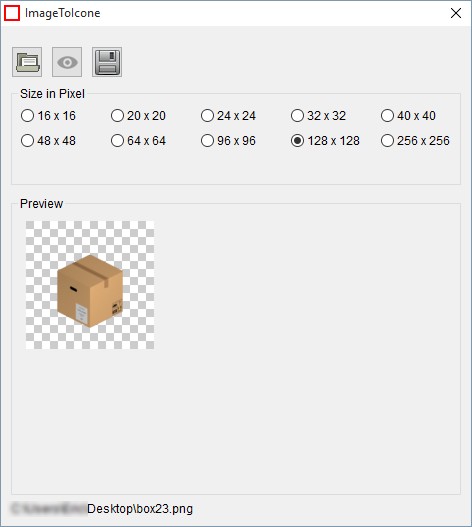 ImageToIcone
Size in Pixel
16 x 16
20 x 20
24 x 24
32 x 32
40 x 40
48 x 48
64 x 64
96 x 96
128 x 128
256 x 256
Preview
Desktop\box23.png